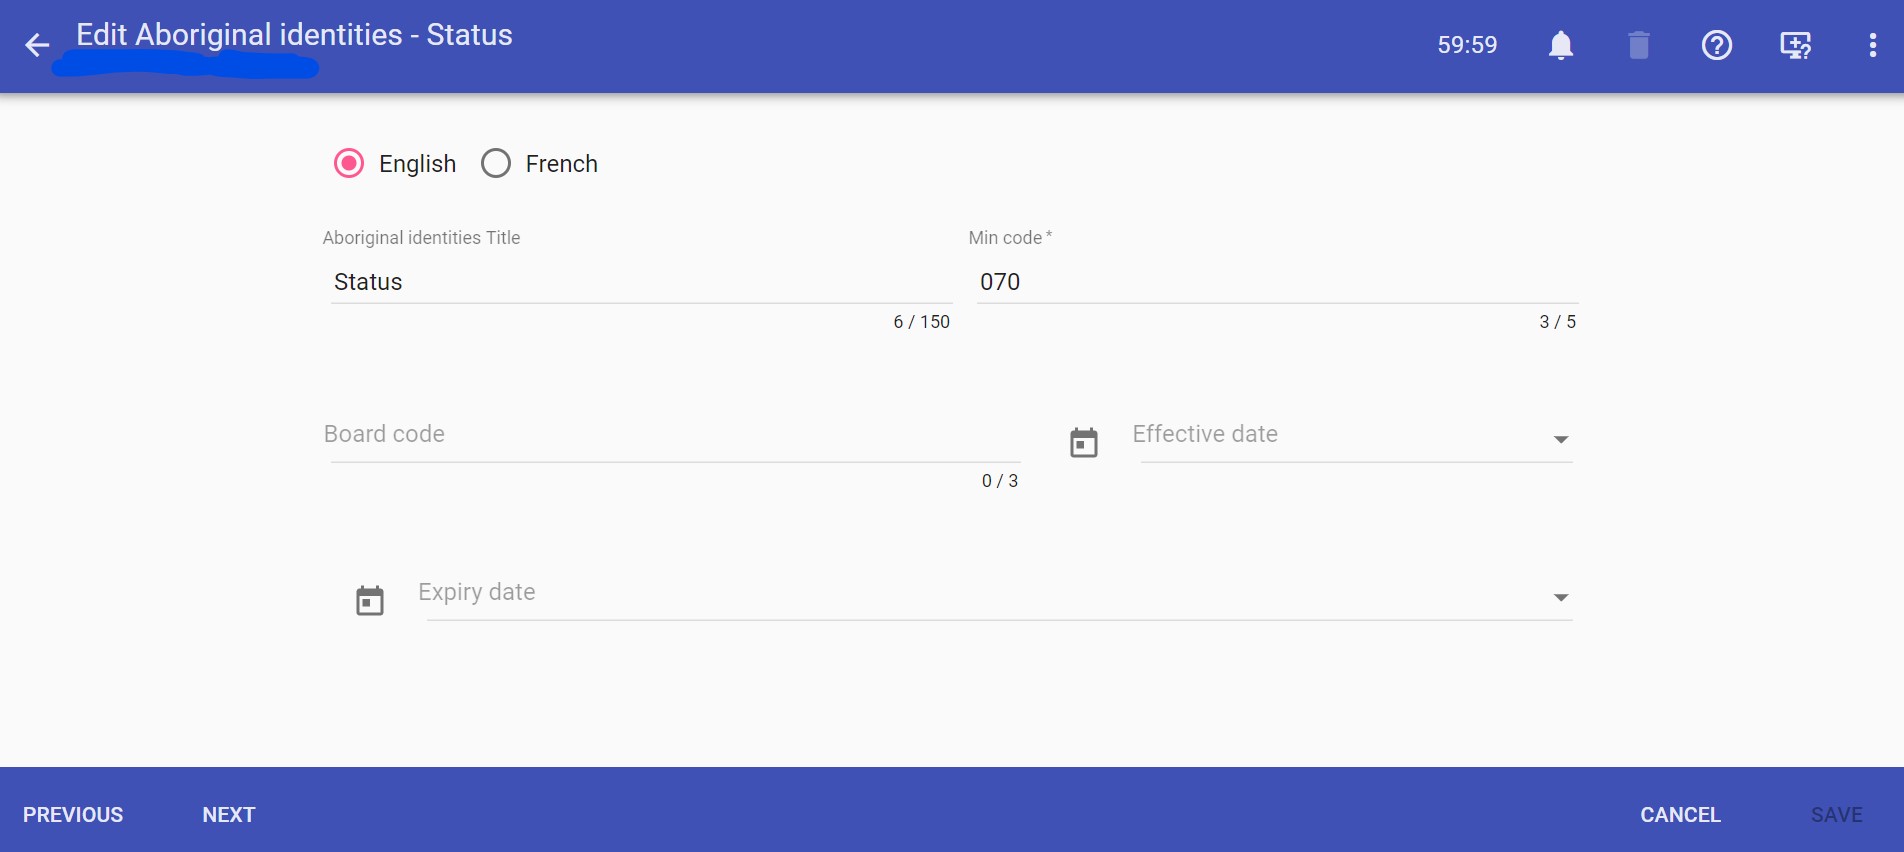 Edit Aboriginal identities - Status
59:59
English French
Aboriginal identities Title
Min code *
Status
070
6 / 150
3 / 5
Board code
Effective date
0 / 3
Expiry date
PREVIOUS NEXT CANCEL SAVE